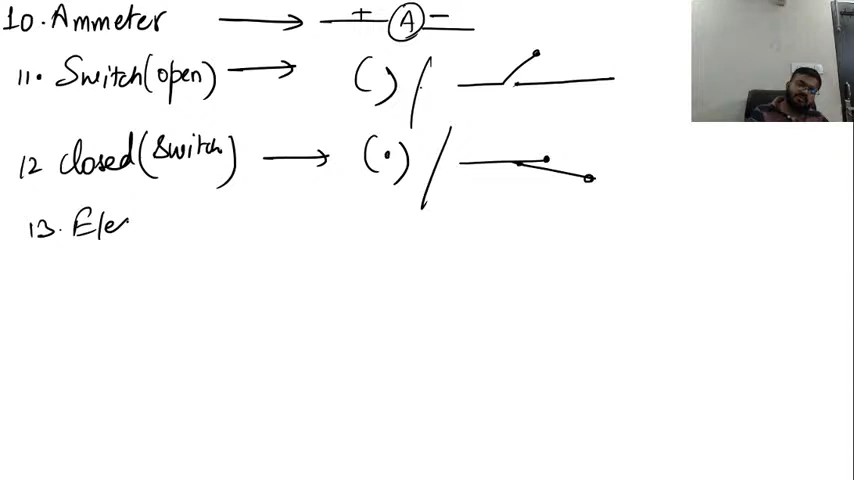 10. Ammeter → + A -
11. Switch(open) → ( ) /
12 closed(switch) → (•) /
13. Ele